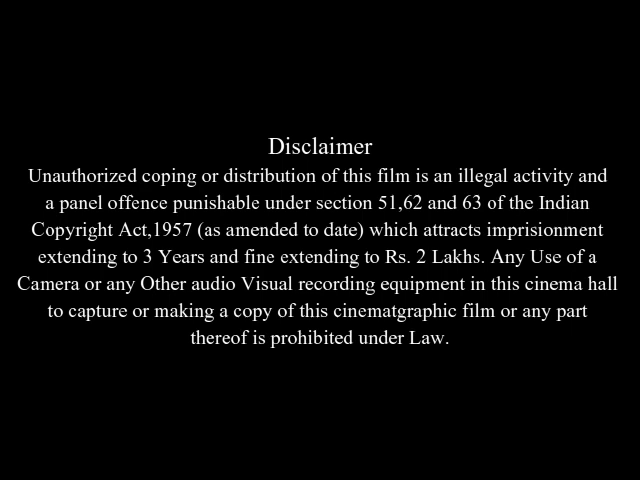 Disclaimer
Unauthorized coping or distribution of this film is an illegal activity and
a panel offence punishable under section 51,62 and 63 of the Indian
Copyright Act,1957 (as amended to date) which attracts imprisionment
extending to 3 Years and fine extending to Rs. 2 Lakhs. Any Use of a
Camera or any Other audio Visual recording equipment in this cinema hall
to capture or making a copy of this cinematgraphic film or any part
thereof is prohibited under Law.